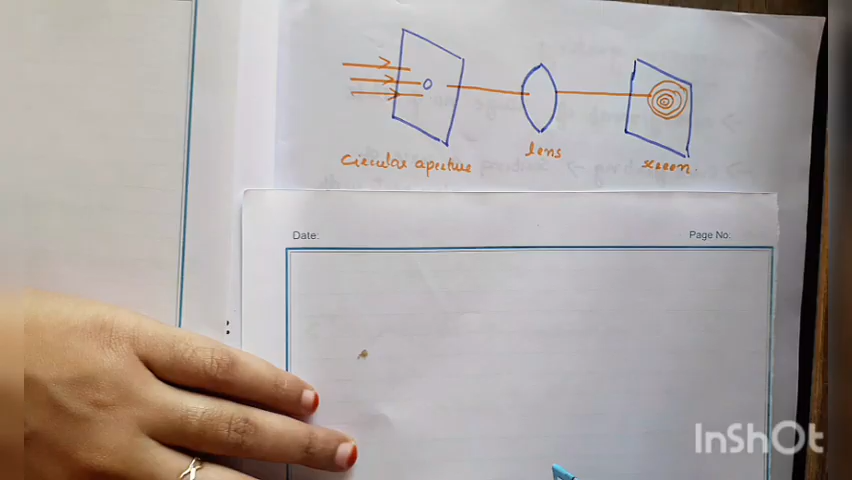 lens
Circular aperture
screen.
Date:
Page No:
InShOt